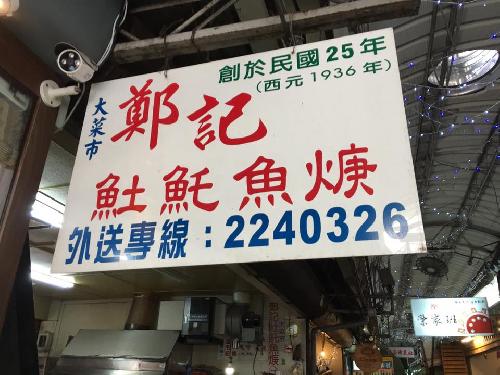 創於民國25年
(西元1936年)
大菜市
鄭記
魠魠魚焿
外送專線：2240326